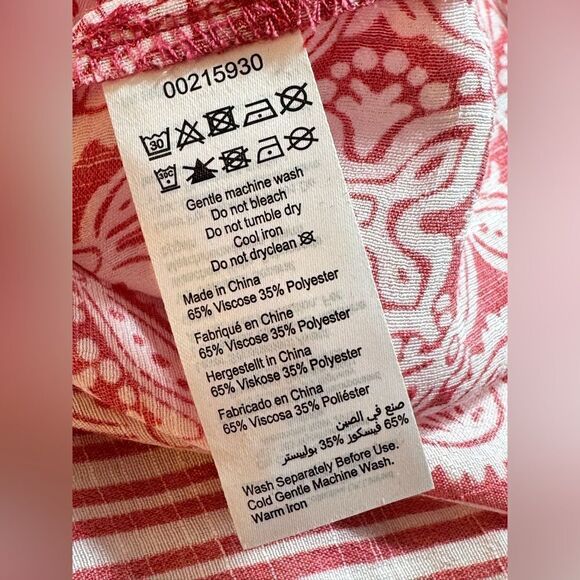 00215930
30
30C
Gentle machine wash
Do not bleach
Do not tumble dry
Cool iron
Do not dryclean
Made in China
65% Viscose 35% Polyester
Fabriqué en Chine
65% Viscose 35% Polyester
Hergestellt in China
65% Viskose 35% Polyester
Fabricado en China
65% Viscosa 35% Poliéster
صنع في الصين
65% فيسكوز 35% بوليستر
Wash Separately Before Use.
Cold Gentle Machine Wash.
Warm Iron